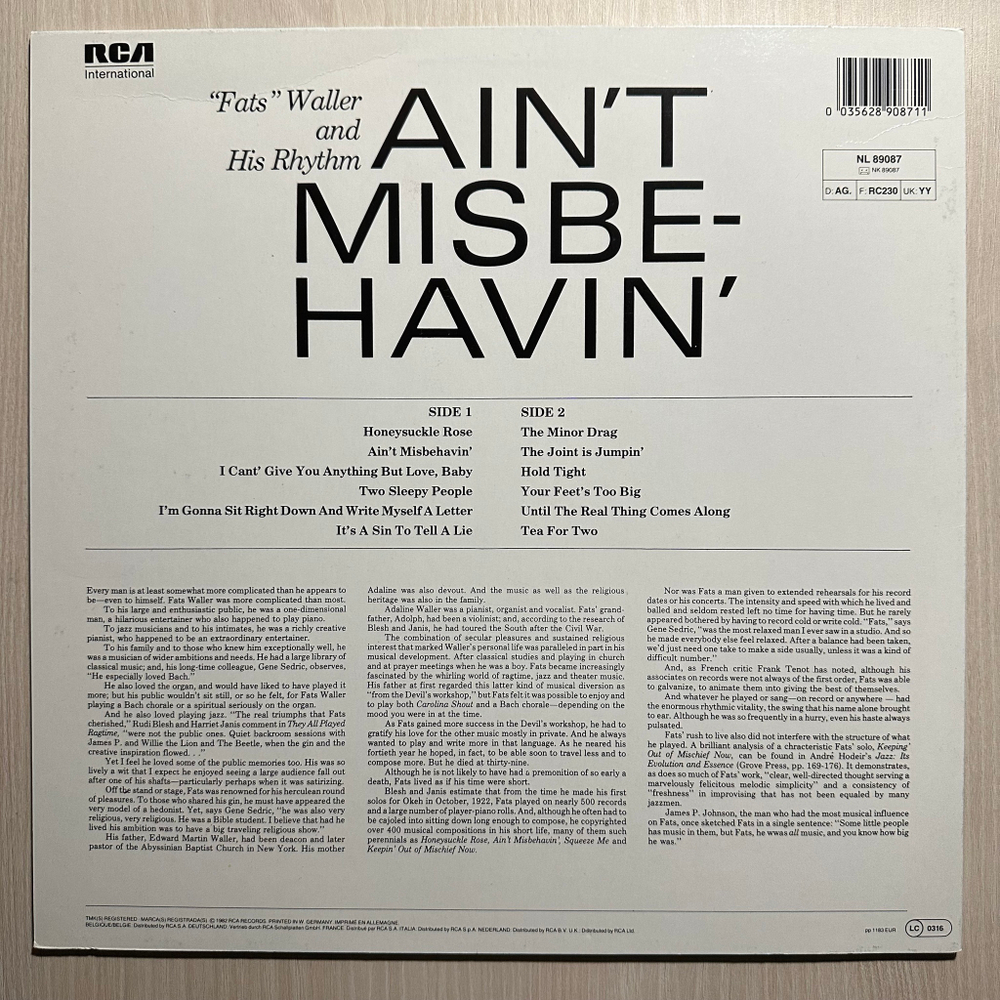 RCA
International
"Fats" Waller
and
His Rhythm
AIN'T
MISBE-
HAVIN'
0 035628 908711
NL 89087
NK 89087
D: AG. F: RC230 UK: YY
SIDE 1
Honeysuckle Rose
Ain't Misbehavin'
I Cant' Give You Anything But Love, Baby
Two Sleepy People
I'm Gonna Sit Right Down And Write Myself A Letter
It's A Sin To Tell A Lie
SIDE 2
The Minor Drag
The Joint is Jumpin'
Hold Tight
Your Feet's Too Big
Until The Real Thing Comes Along
Tea For Two
Every man is at least somewhat more complicated than he appears to
be—even to himself. Fats Waller was more complicated than most.
To his large and enthusiastic public, he was a one-dimensional
man, a hilarious entertainer who also happened to play piano.
To jazz musicians and to his intimates, he was a richly creative
pianist, who happened to be an extraordinary entertainer.
To his family and to those who knew him exceptionally well, he
was a musician of wider ambitions and needs. He had a large library of
classical music; and, his long-time colleague, Gene Sedric, observes,
"He especially loved Bach."
He also loved the organ, and would have liked to have played it
more; but his public wouldn't sit still, or so he felt, for Fats Waller
playing a Bach chorale or a spiritual seriously on the organ.
And he also loved playing jazz. "The real triumphs that Fats
cherished," Rudi Blesh and Harriet Janis comment in They All Played
Ragtime, "were not the public ones. Quiet backroom sessions with
James P. and Willie the Lion and The Beetle, when the gin and the
creative inspiration flowed. . ."
Yet I feel he loved some of the public memories too. His was so
lively a wit that I expect he enjoyed seeing a large audience fall out
after one of his shafts—particularly perhaps when it was satirizing.
Off the stand or stage, Fats was renowned for his herculean round
of pleasures. To those who shared his gin, he must have appeared the
very model of a hedonist. Yet, says Gene Sedric, "he was also very
religious, very religious. He was a Bible student. I believe that had he
lived his ambition was to have a big traveling religious show."
His father, Edward Martin Waller, had been deacon and later
pastor of the Abyssinian Baptist Church in New York. His mother
Adaline was also devout. And the music as well as the religious
heritage was also in the family.
Adaline Waller was a pianist, organist and vocalist. Fats' grand-
father, Adolph, had been a violinist; and, according to the research of
Blesh and Janis, he had toured the South after the Civil War.
The combination of secular pleasures and sustained religious
interest that marked Waller's personal life was paralleled in part in his
musical development. After classical studies and playing in church
and at prayer meetings when he was a boy, Fats became increasingly
fascinated by the whirling world of ragtime, jazz and theater music.
His father at first regarded this latter kind of musical diversion as
"from the Devil's workshop," but Fats felt it was possible to enjoy and
to play both Carolina Shout and a Bach chorale—depending on the
mood you were in at the time.
As Fats gained more success in the Devil's workshop, he had to
gratify his love for the other music mostly in private. And he always
wanted to play and write more in that language. As he neared his
fortieth year he hoped, in fact, to be able soon to travel less and to
compose more. But he died at thirty-nine.
Although he is not likely to have had a premonition of so early a
death, Fats lived as if his time were short.
Blesh and Janis estimate that from the time he made his first
solos for Okeh in October, 1922, Fats played on nearly 500 records
and a large number of player-piano rolls. And, although he often had to
be cajoled into sitting down long enough to compose, he copyrighted
over 400 musical compositions in his short life, many of them such
perennials as Honeysuckle Rose, Ain't Misbehavin', Squeeze Me and
Keepin' Out of Mischief Now.
Nor was Fats a man given to extended rehearsals for his record
dates or his concerts. The intensity and speed with which he lived and
balled and seldom rested left no time for having time. But he rarely
appeared bothered by having to record cold or write cold. "Fats," says
Gene Sedric, "was the most relaxed man I ever saw in a studio. And so
he made everybody else feel relaxed. After a balance had been taken,
we'd just need one take to make a side usually, unless it was a kind of
difficult number."
And, as French critic Frank Tenot has noted, although his
associates on records were not always of the first order, Fats was able
to galvanize, to animate them into giving the best of themselves.
And whatever he played or sang—on record or anywhere — had
the enormous rhythmic vitality, the swing that his name alone brought
to ear. Although he was so frequently in a hurry, even his haste always
pulsated.
Fats' rush to live also did not interfere with the structure of what
he played. A brilliant analysis of a chracteristic Fats' solo, Keeping'
Out of Mischief Now, can be found in André Hodeir's Jazz: Its
Evolution and Essence (Grove Press, pp. 169-176). It demonstrates,
as does so much of Fats' work, "clear, well-directed thought serving a
marvelously felicitous melodic simplicity" and a consistency of
"freshness" in improvising that has not been equaled by many
jazzmen.
James P. Johnson, the man who had the most musical influence
on Fats, once sketched Fats in a single sentence: "Some little people
has music in them, but Fats, he wwas all music, and you know how big
he was."
TMK(S) REGISTERED · MARCA(S) REGISTRADA(S) © 1982 RCA RECORDS. PRINTED IN W. GERMANY. IMPRIMÉ EN ALLEMAGNE.
BELGIQUE/BELGIE: Distributed by RCA S.A. DEUTSCHLAND: Vertrieb durch RCA Schallplatten GmbH. FRANCE: Distribué par RCA S.A. ITALIA: Distributed by RCA S.p.A. NEDERLAND: Distributed by RCA B.V. U.K.: Distributed by RCA Ltd.
pp 1183 EUR
LC 0316